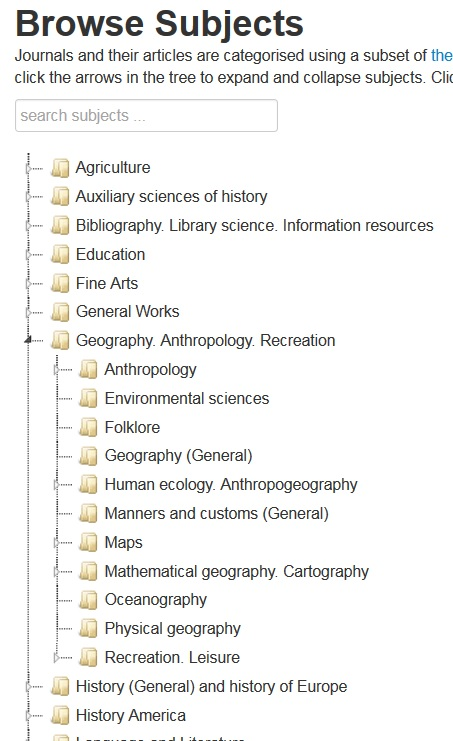 Browse Subjects
Journals and their articles are categorised using a subset of the
click the arrows in the tree to expand and collapse subjects. Clic
search subjects ...
Agriculture
Auxiliary sciences of history
Bibliography. Library science. Information resources
Education
Fine Arts
General Works
Geography. Anthropology. Recreation
Anthropology
Environmental sciences
Folklore
Geography (General)
Human ecology. Anthropogeography
Manners and customs (General)
Maps
Mathematical geography. Cartography
Oceanography
Physical geography
Recreation. Leisure
History (General) and history of Europe
History America
Language and Literature